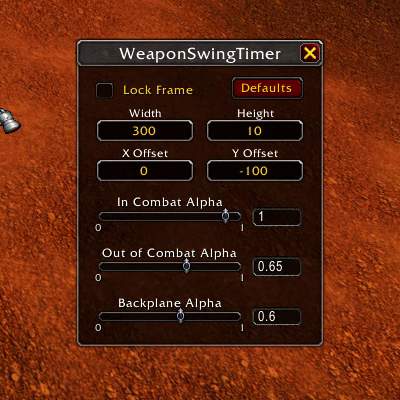 WeaponSwingTimer
Lock Frame Defaults
Width Height
300 10
X Offset Y Offset
0 -100
In Combat Alpha
1
0 1
Out of Combat Alpha
0.65
0 1
Backplane Alpha
0.6
0 1